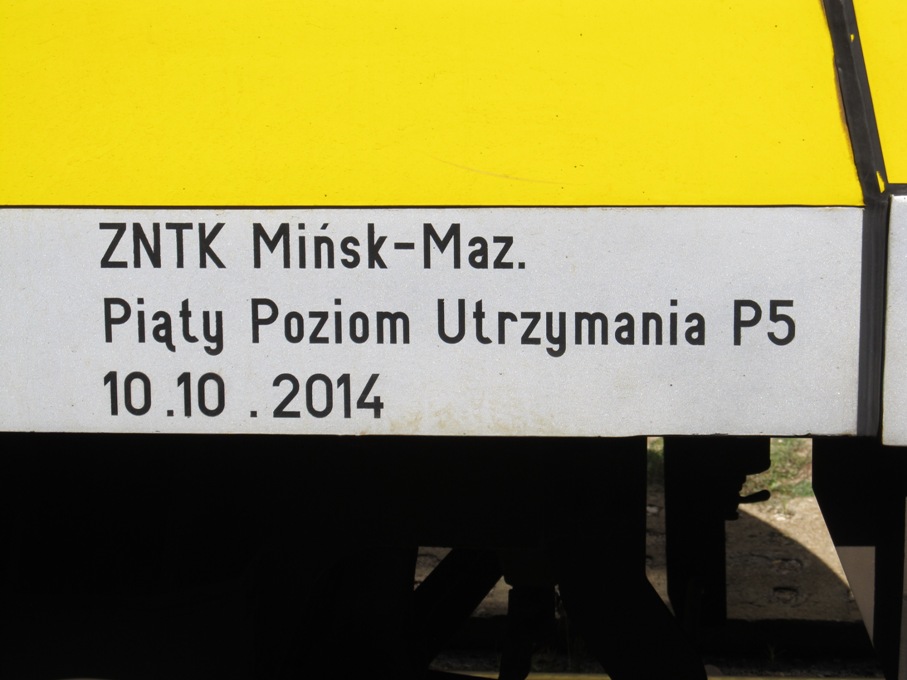 ZNTK Mińsk-Maz.
Piąty Poziom Utrzymania P5
10.10.2014